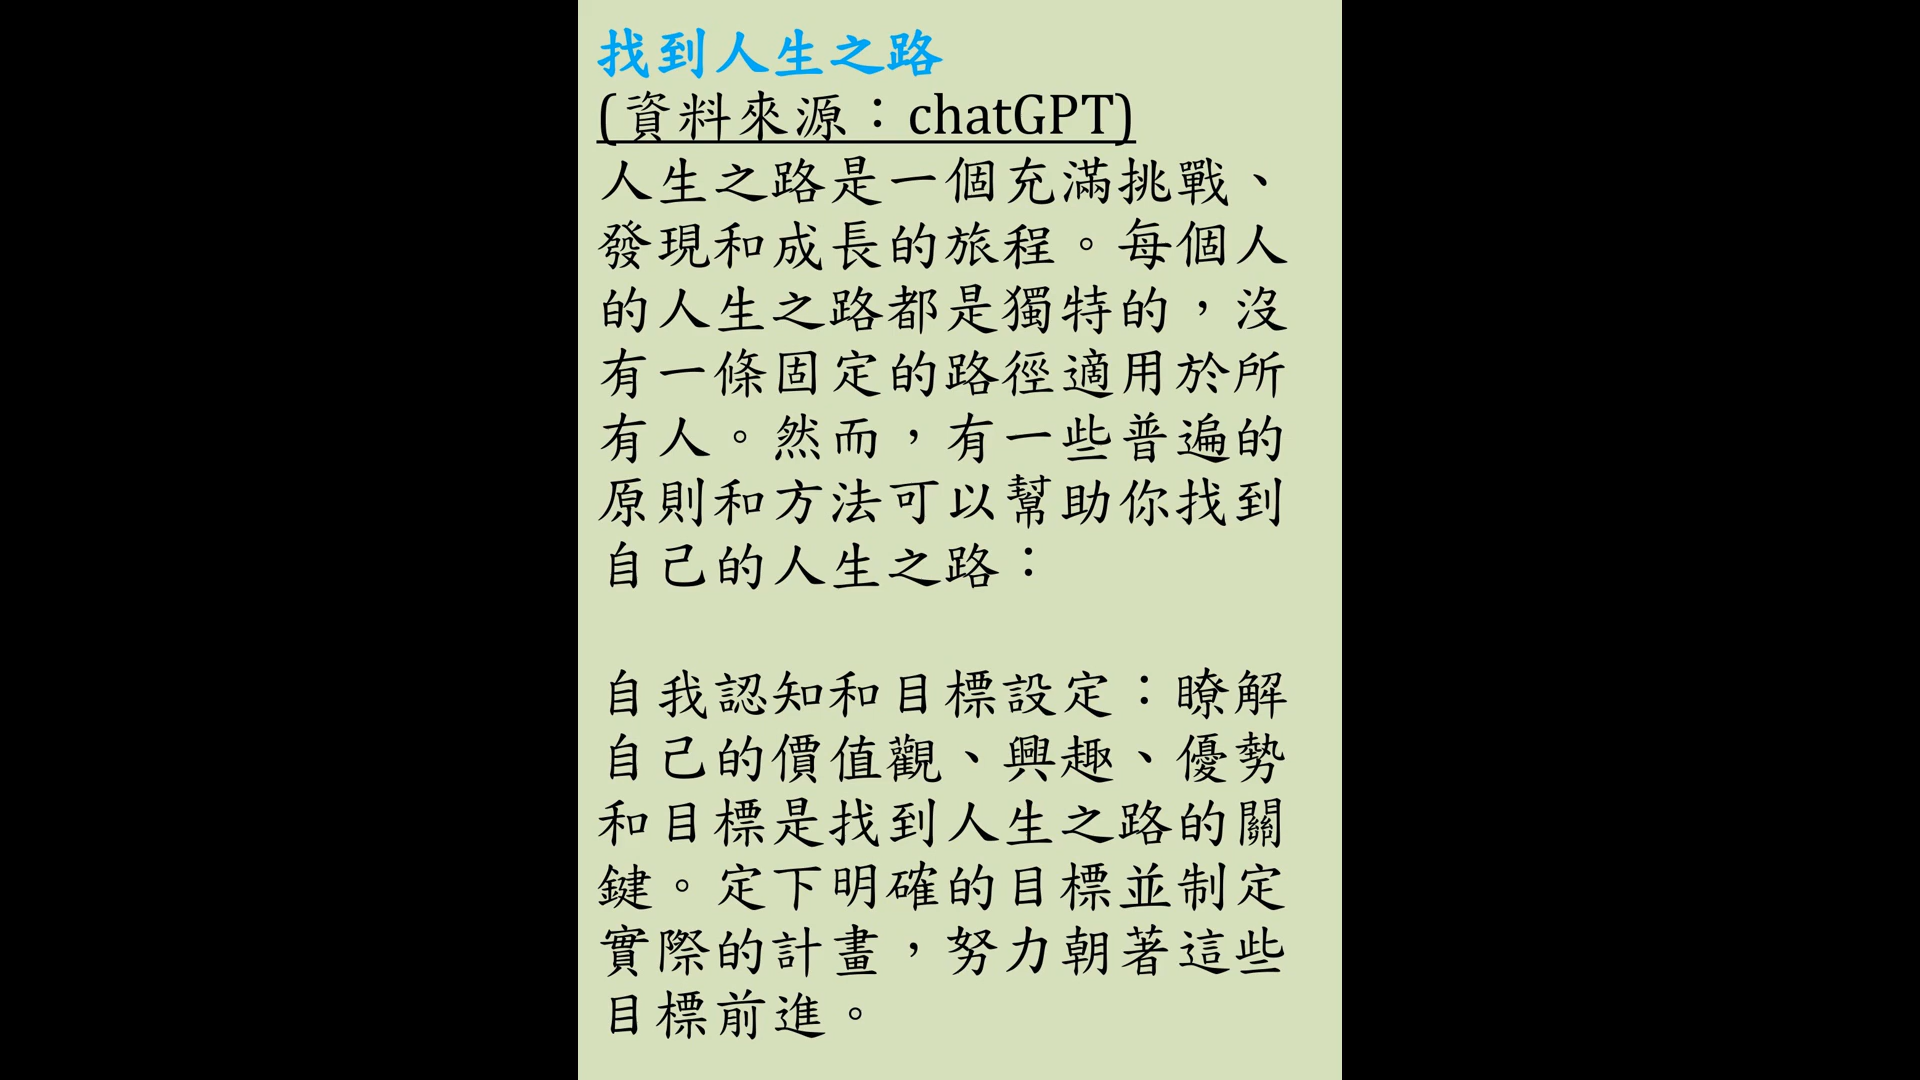 找到人生之路
(資料來源：chatGPT)
人生之路是一個充滿挑戰、
發現和成長的旅程。每個人
的人生之路都是獨特的，沒
有一條固定的路徑適用於所
有人。然而，有一些普遍的
原則和方法可以幫助你找到
自己的人生之路：
自我認知和目標設定：瞭解
自己的價值觀、興趣、優勢
和目標是找到人生之路的關
鍵。定下明確的目標並制定
實際的計畫，努力朝著這些
目標前進。